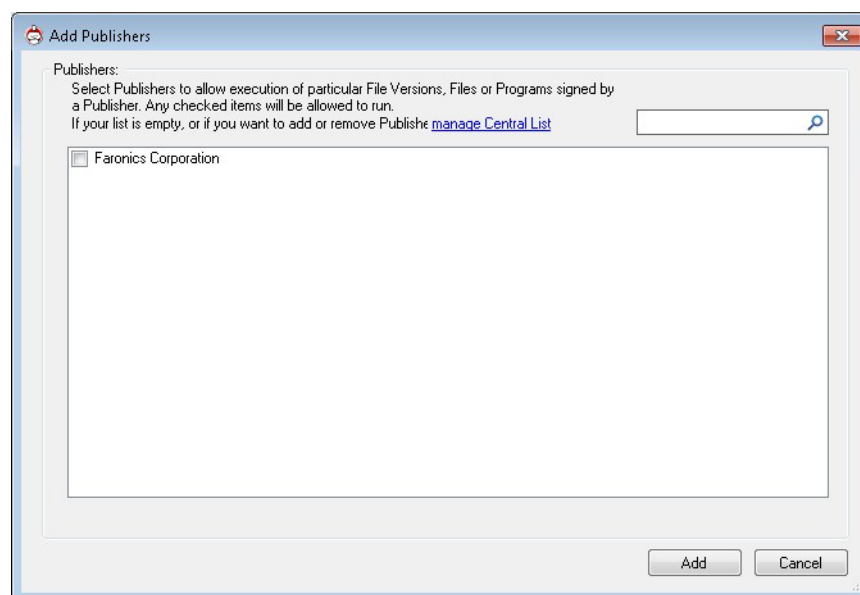 Add Publishers
Publishers:
Select Publishers to allow execution of particular File Versions, Files or Programs signed by
a Publisher. Any checked items will be allowed to run.
If your list is empty, or if you want to add or remove Publishe manage Central List
Faronics Corporation
Add
Cancel